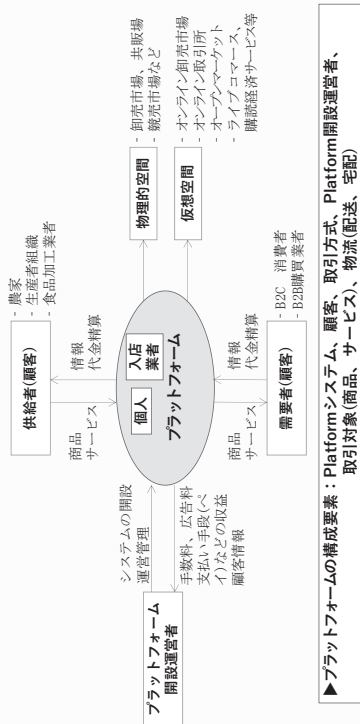 - 農家
- 生産者組織
- 食品加工業者
供給者(顧客)
商品
サービス
情報
代金精算
プラットフォーム
開設運営者
システムの開設
運営管理
手数料、広告料
支払い手段(ペ
イ)などの収益
顧客情報
個人
入店
業者
プラットフォーム
物理的空間
- 卸売市場、共販場
- 競売市場など
仮想空間
- オンライン卸売市場
- オンライン取引所
- オープンマーケット
- ライブコマース、
購読経済サービス等
商品
サービス
情報
代金精算
需要者(顧客)
- B2C 消費者
- B2B購買業者
▶プラットフォームの構成要素：Platformシステム、顧客、取引方式、Platform開設運営者、
取引対象(商品、サービス)、物流(配送、宅配)